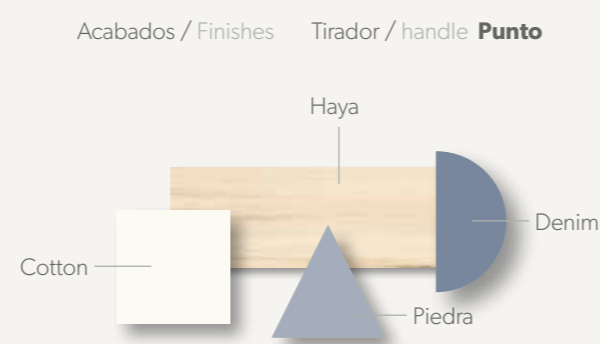 Acabados / Finishes Tirador / handle Punto
Haya
Denim
Cotton
Piedra